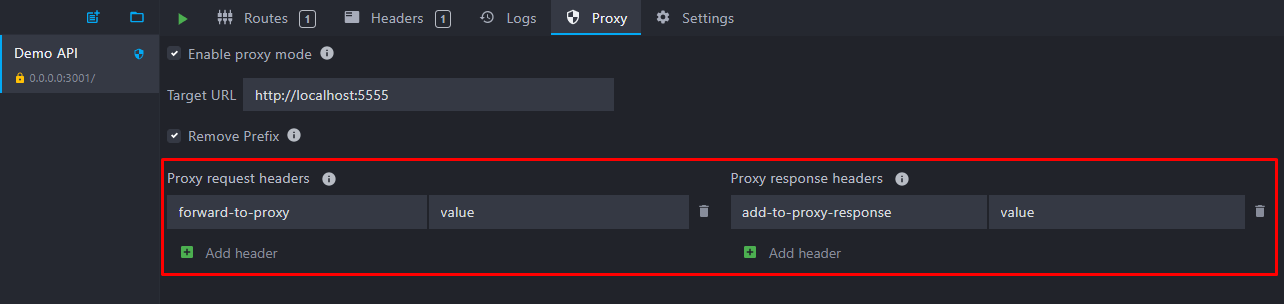 Routes 1 Headers 1 Logs Proxy Settings
Demo API
0.0.0.0:3001/
Enable proxy mode
Target URL http://localhost:5555
Remove Prefix
Proxy request headers Proxy response headers
forward-to-proxy value add-to-proxy-response value
Add header Add header